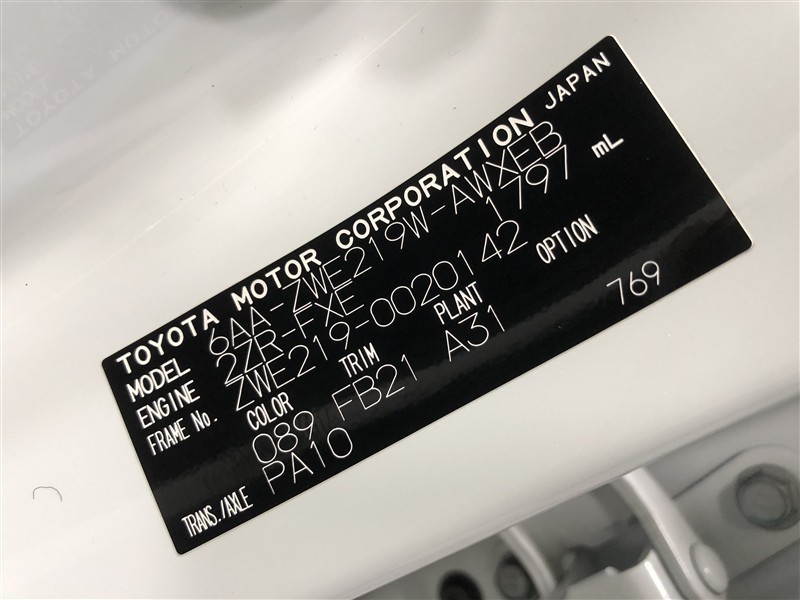 TOYOTA MOTOR CORPORATION JAPAN
MODEL 6AA-ZWE219W-AWXEB
ENGINE 2ZR-FXE 1797 mL
FRAME No. ZWE219-0020142
COLOR TRIM PLANT OPTION
089 FB21 A31 769
TRANS./AXLE PA10